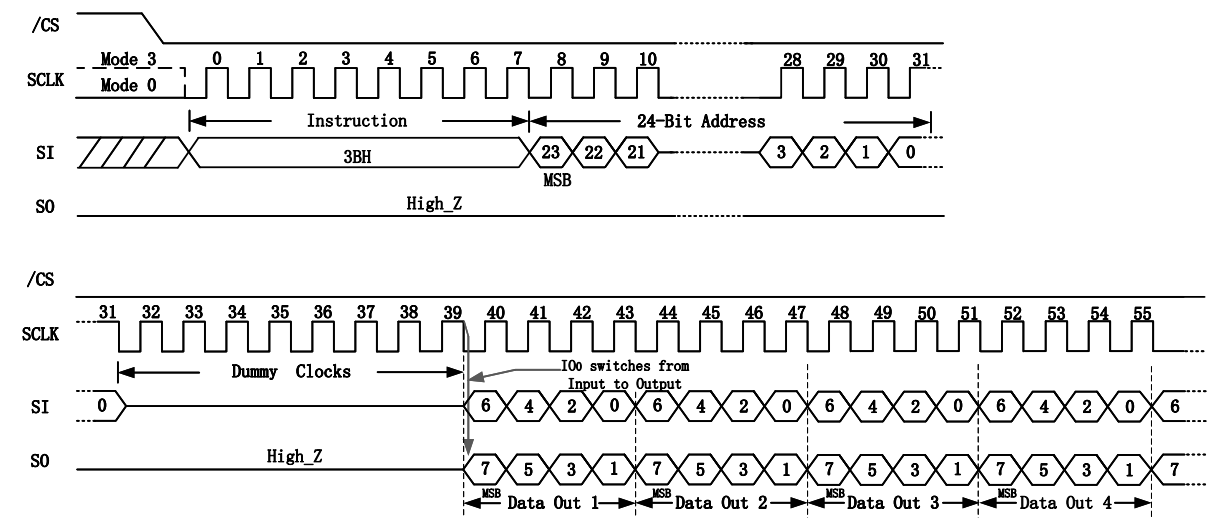 /CS
Mode 3 0 1 2 3 4 5 6 7 8 9 10 28 29 30 31
SCLK
Mode 0
Instruction 24-Bit Address
SI 3BH 23 22 21 3 2 1 0
MSB
SO High_Z
/CS
31 32 33 34 35 36 37 38 39 40 41 42 43 44 45 46 47 48 49 50 51 52 53 54 55
SCLK
Dummy Clocks IO0 switches from
Input to Output
SI 0 6 4 2 0 6 4 2 0 6 4 2 0 6 4 2 0 6
SO High_Z 7 5 3 1 7 5 3 1 7 5 3 1 7 5 3 1 7
MSB Data Out 1 MSB Data Out 2 MSB Data Out 3 MSB Data Out 4